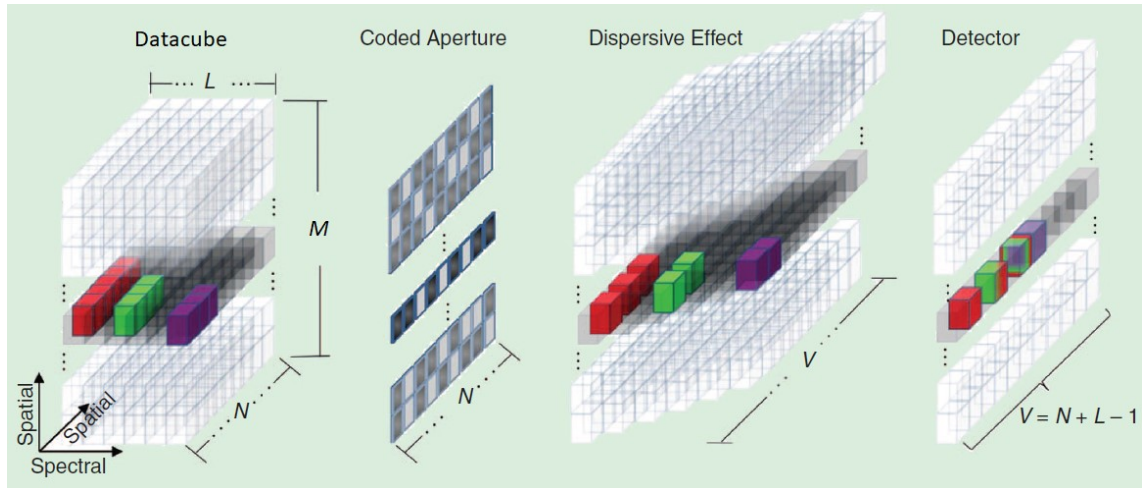 Datacube
Coded Aperture
Dispersive Effect
Detector
L
M
N
N
V
V = N + L − 1
Spatial
Spatial
Spectral